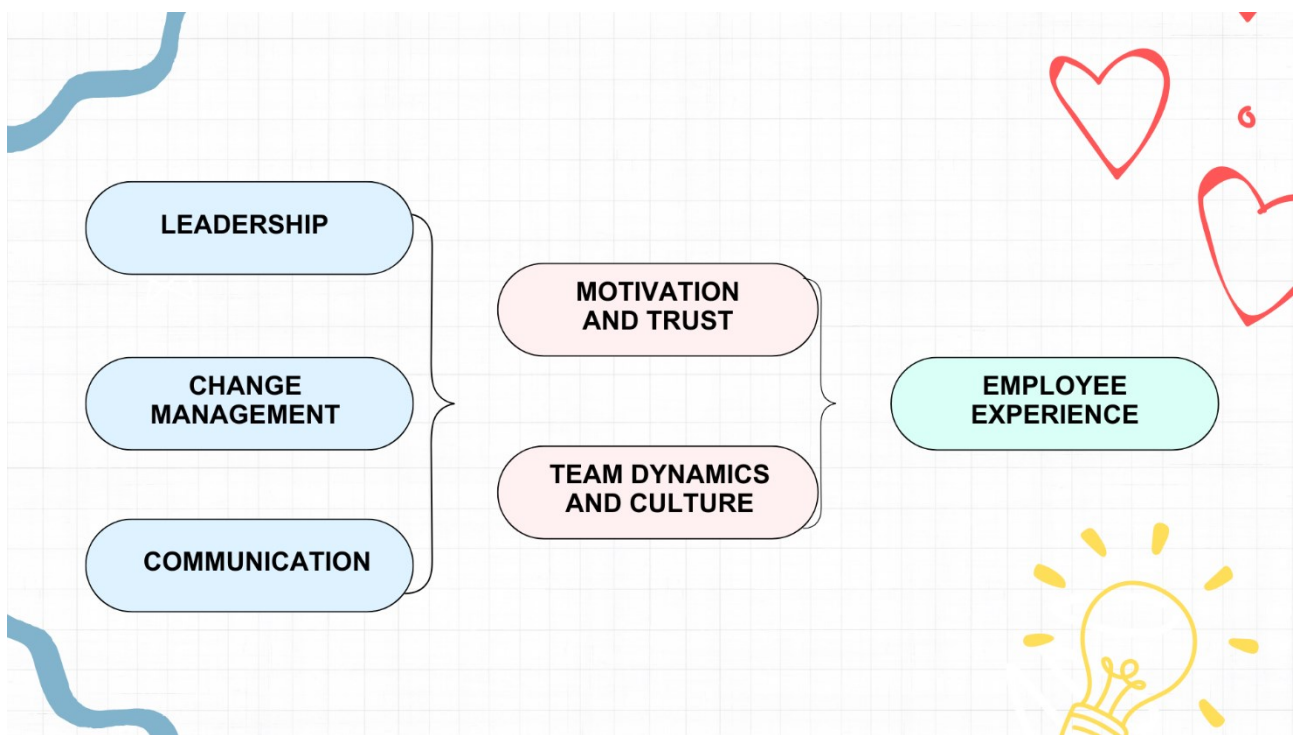 LEADERSHIP
CHANGE
MANAGEMENT
COMMUNICATION
MOTIVATION
AND TRUST
TEAM DYNAMICS
AND CULTURE
EMPLOYEE
EXPERIENCE